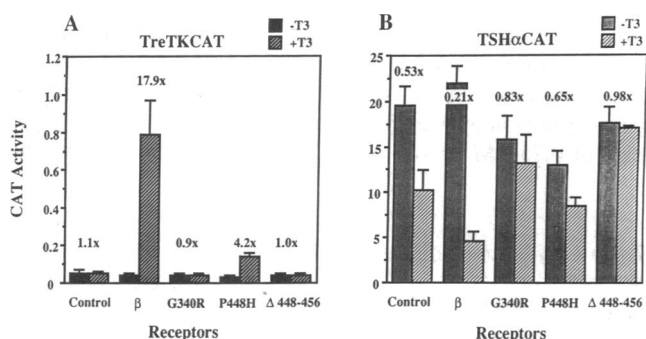 A
TreTKCAT
-T3
+T3
CAT Activity
1.2
1.0
0.8
0.6
0.4
0.2
0
1.1x
17.9x
0.9x
4.2x
1.0x
Control β G340R P448H Δ 448-456
Receptors
B
TSHαCAT
-T3
+T3
25
20
15
10
5
0
0.53x
0.21x
0.83x
0.65x
0.98x
Control β G340R P448H Δ 448-456
Receptors